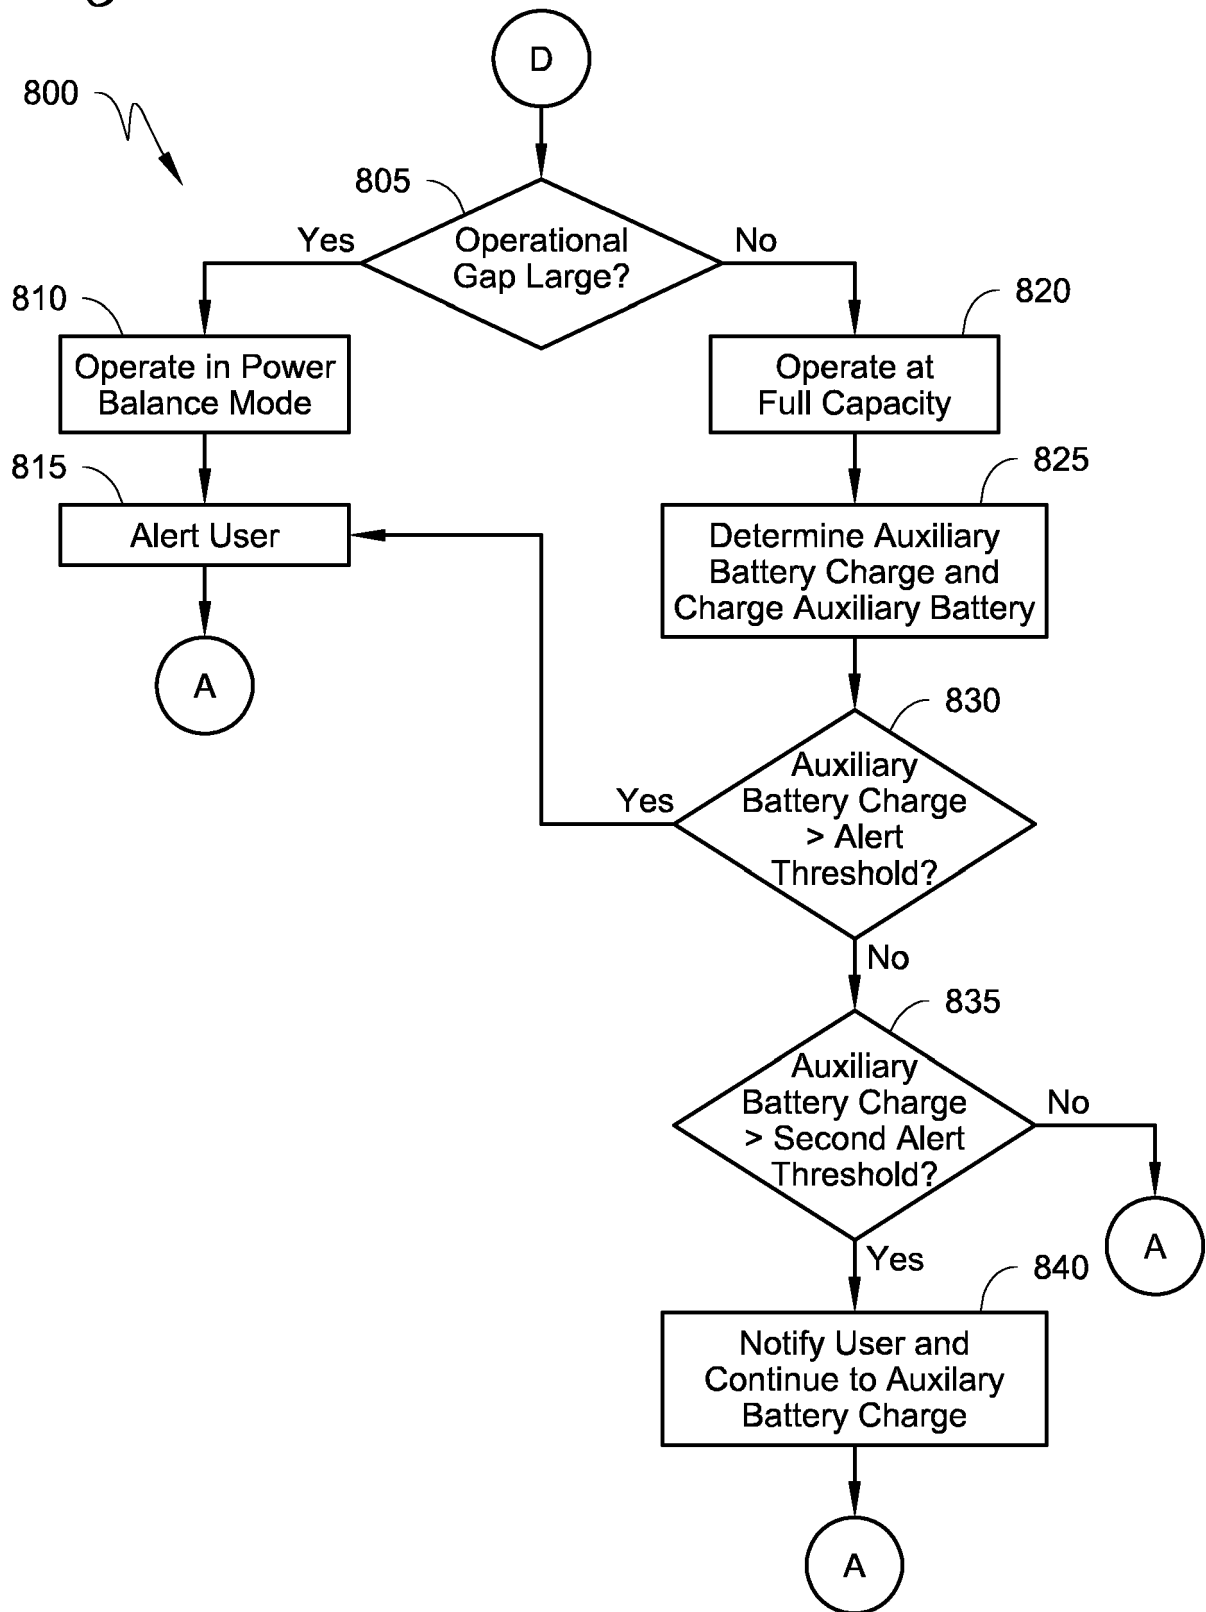 D
800
805
Operational
Gap Large?
Yes
No
810
Operate in Power
Balance Mode
820
Operate at
Full Capacity
815
Alert User
825
Determine Auxiliary
Battery Charge and
Charge Auxiliary Battery
A
830
Auxiliary
Battery Charge
> Alert
Threshold?
Yes
No
835
Auxiliary
Battery Charge
> Second Alert
Threshold?
No
A
Yes
840
Notify User and
Continue to Auxilary
Battery Charge
A